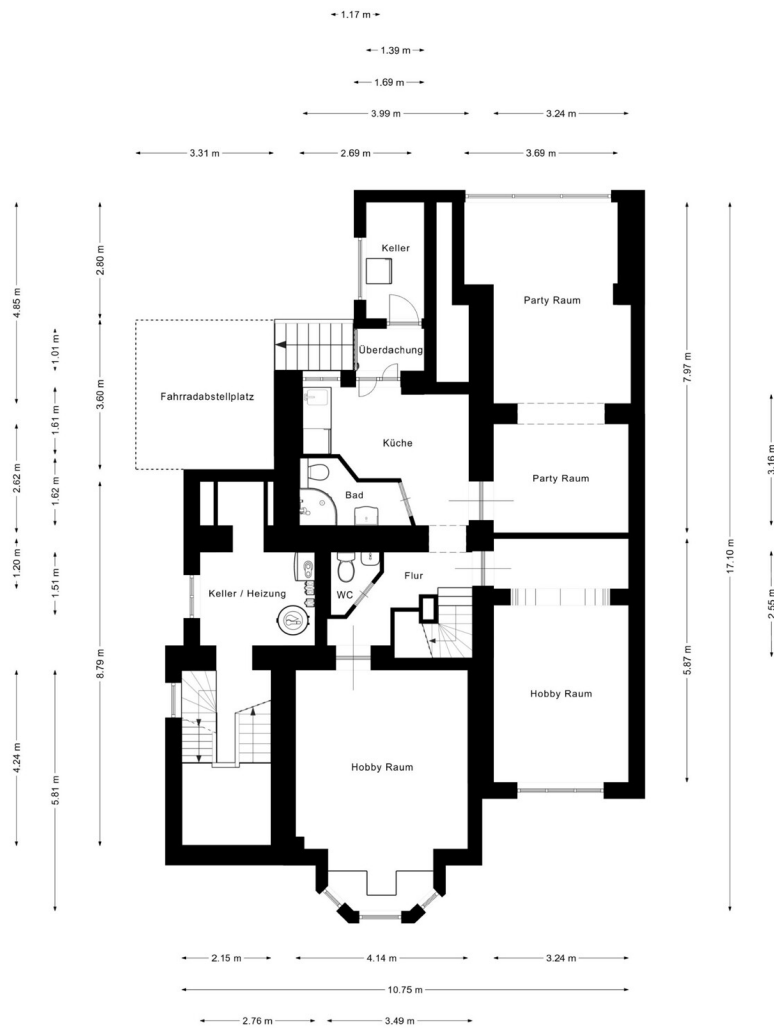 1.17 m
1.39 m
1.69 m
3.99 m
3.24 m
3.31 m
2.69 m
3.69 m
Keller
Party Raum
Überdachung
Fahrradabstellplatz
Küche
Party Raum
Bad
Flur
WC
Keller / Heizung
Hobby Raum
Hobby Raum
4.85 m
2.80 m
1.01 m
3.60 m
1.61 m
2.62 m
1.62 m
1.20 m
1.51 m
8.79 m
4.24 m
5.81 m
7.97 m
3.16 m
17.10 m
2.55 m
5.87 m
2.15 m
4.14 m
3.24 m
10.75 m
2.76 m
3.49 m